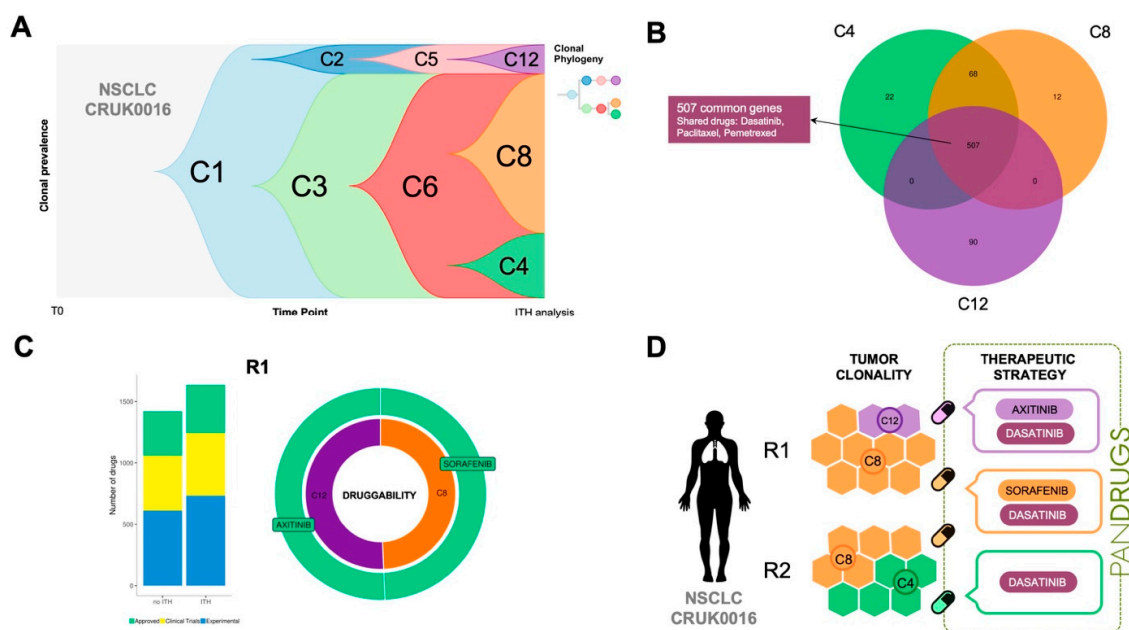 A
NSCLC
CRUK0016
C1
C2
C3
C5
C6
C12
C8
C4
Clonal
Phylogeny
Clonal prevalence
T0
Time Point
ITH analysis
B
C4
C8
C12
22
68
12
507
0
0
90
507 common genes
Shared drugs: Dasatinib,
Paclitaxel, Pemetrexed
C
R1
Number of drugs
1500
1000
500
0
no ITH
ITH
Approved
Clinical Trials
Experimental
DRUGGABILITY
C12
C8
SORAFENIB
AXITINIB
D
TUMOR
CLONALITY
THERAPEUTIC
STRATEGY
R1
C12
C8
AXITINIB
DASATINIB
SORAFENIB
DASATINIB
R2
C8
C4
DASATINIB
NSCLC
CRUK0016
PANDRUGS